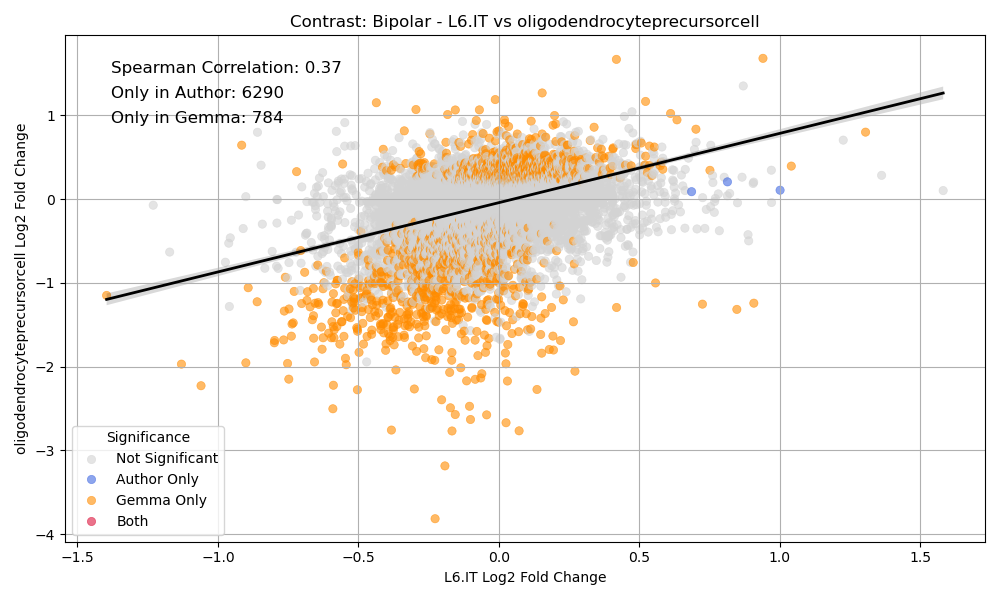 Contrast: Bipolar - L6.IT vs oligodendrocyteprecursorcell
Spearman Correlation: 0.37
Only in Author: 6290
Only in Gemma: 784
oligodendrocyteprecursorcell Log2 Fold Change
1
0
−1
−2
−3
−4
Significance
Not Significant
Author Only
Gemma Only
Both
−1.5 −1.0 −0.5 0.0 0.5 1.0 1.5
L6.IT Log2 Fold Change